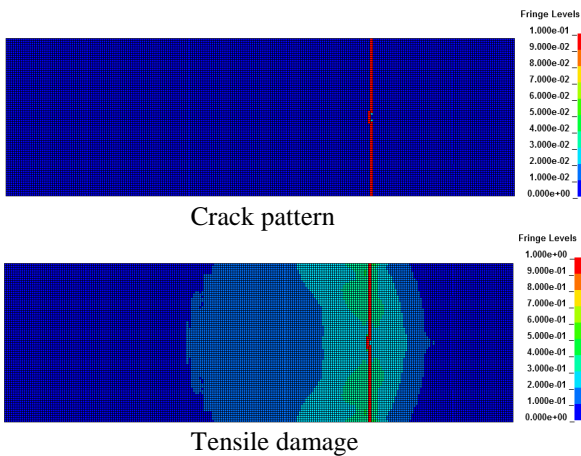 Fringe Levels
1.000e-01
9.000e-02
8.000e-02
7.000e-02
6.000e-02
5.000e-02
4.000e-02
3.000e-02
2.000e-02
1.000e-02
0.000e+00
Crack pattern
Fringe Levels
1.000e+00
9.000e-01
8.000e-01
7.000e-01
6.000e-01
5.000e-01
4.000e-01
3.000e-01
2.000e-01
1.000e-01
0.000e+00
Tensile damage